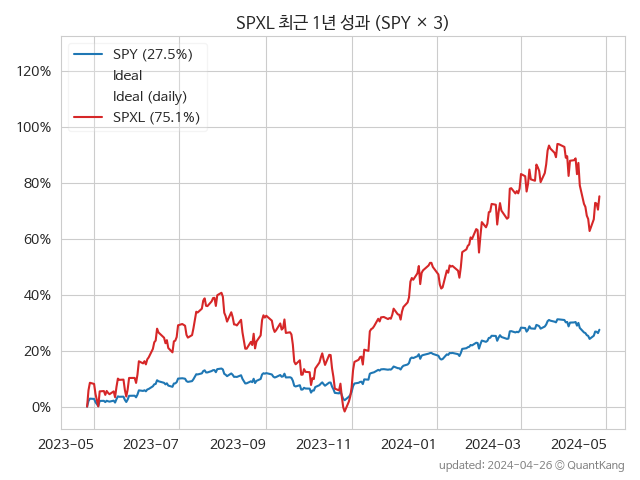 SPXL 최근 1년 성과 (SPY × 3)
SPY (27.5%)
Ideal
Ideal (daily)
SPXL (75.1%)
120%
100%
80%
60%
40%
20%
0%
2023-05 2023-07 2023-09 2023-11 2024-01 2024-03 2024-05
updated: 2024-04-26 © QuantKang